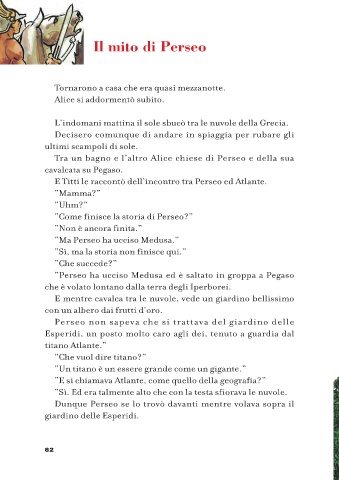 Il mito di Perseo
Tornarono a casa che era quasi mezzanotte.
Alice si addormentò subito.
L'indomani mattina il sole sbucò tra le nuvole della Grecia.
Decisero comunque di andare in spiaggia per rubare gli
ultimi scampoli di sole.
Tra un bagno e l'altro Alice chiese di Perseo e della sua
cavalcata su Pegaso.
E Titti le raccontò dell'incontro tra Perseo ed Atlante.
"Mamma?"
"Uhm?"
"Come finisce la storia di Perseo?"
"Non è ancora finita."
"Ma Perseo ha ucciso Medusa."
"Sì, ma la storia non finisce qui."
"Che succede?"
"Perseo ha ucciso Medusa ed è saltato in groppa a Pegaso
che è volato lontano dalla terra degli Iperborei.
E mentre cavalca tra le nuvole, vede un giardino bellissimo
con un albero dai frutti d'oro.
Perseo non sapeva che si trattava del giardino delle
Esperidi, un posto molto caro agli dei, tenuto a guardia dal
titano Atlante."
"Che vuol dire titano?"
"Un titano è un essere grande come un gigante."
"E si chiamava Atlante, come quello della geografia?"
"Sì. Ed era talmente alto che con la testa sfiorava le nuvole.
Dunque Perseo se lo trovò davanti mentre volava sopra il
giardino delle Esperidi.
82